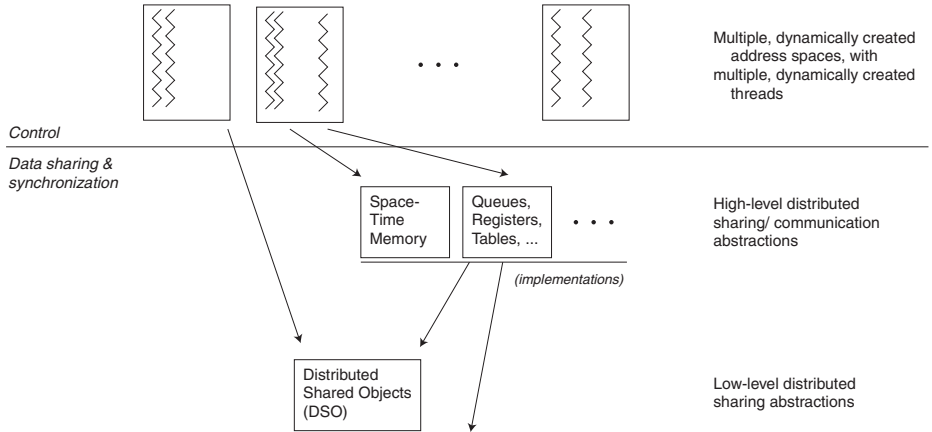 Multiple, dynamically created
address spaces, with
multiple, dynamically created
threads
• • •
Control
Data sharing &
synchronization
Space-
Time
Memory
Queues,
Registers,
Tables, ...
• • •
High-level distributed
sharing/ communication
abstractions
(implementations)
Distributed
Shared Objects
(DSO)
Low-level distributed
sharing abstractions